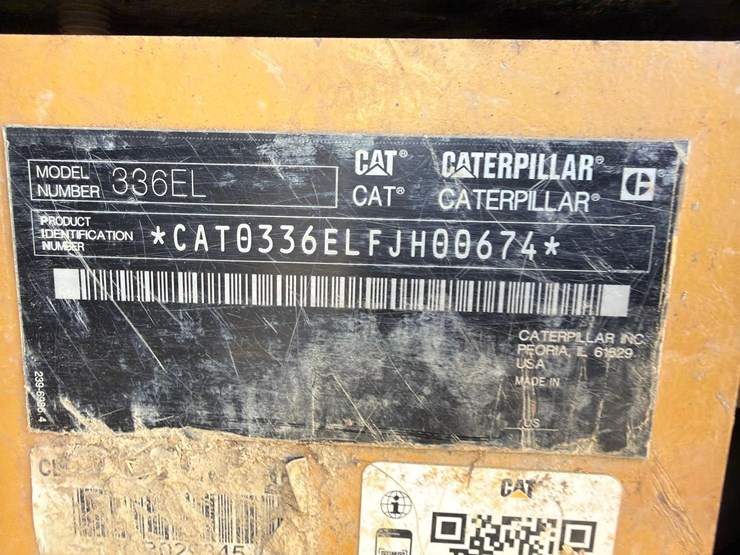 CAT® CATERPILLAR®
MODEL NUMBER 336EL
CAT® CATERPILLAR®
PRODUCT
IDENTIFICATION
NUMBER
*CAT0336ELFJH00674*
CATERPILLAR INC.
PEORIA, IL 61629
USA
MADE IN
US
CAT